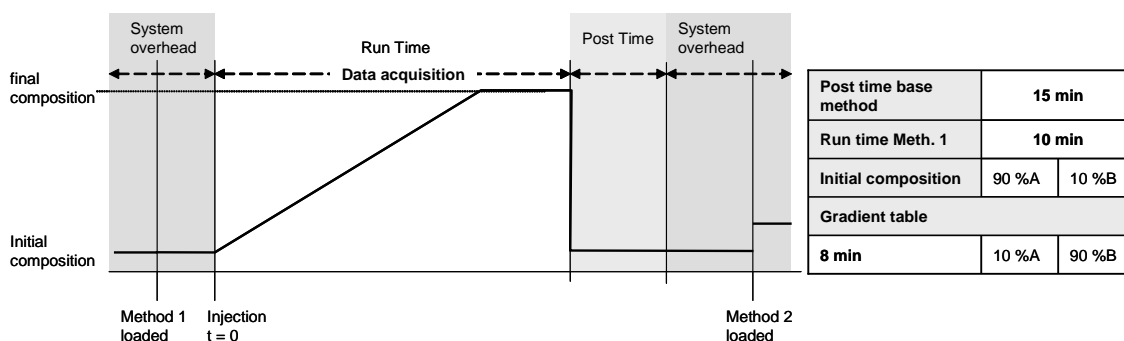 System
overhead
Run Time
Post Time
System
overhead
Data acquisition
final
composition
Initial
composition
Method 1
loaded
Injection
t = 0
Method 2
loaded
Post time base
method
15 min
Run time Meth. 1
10 min
Initial composition
90 %A
10 %B
Gradient table
8 min
10 %A
90 %B